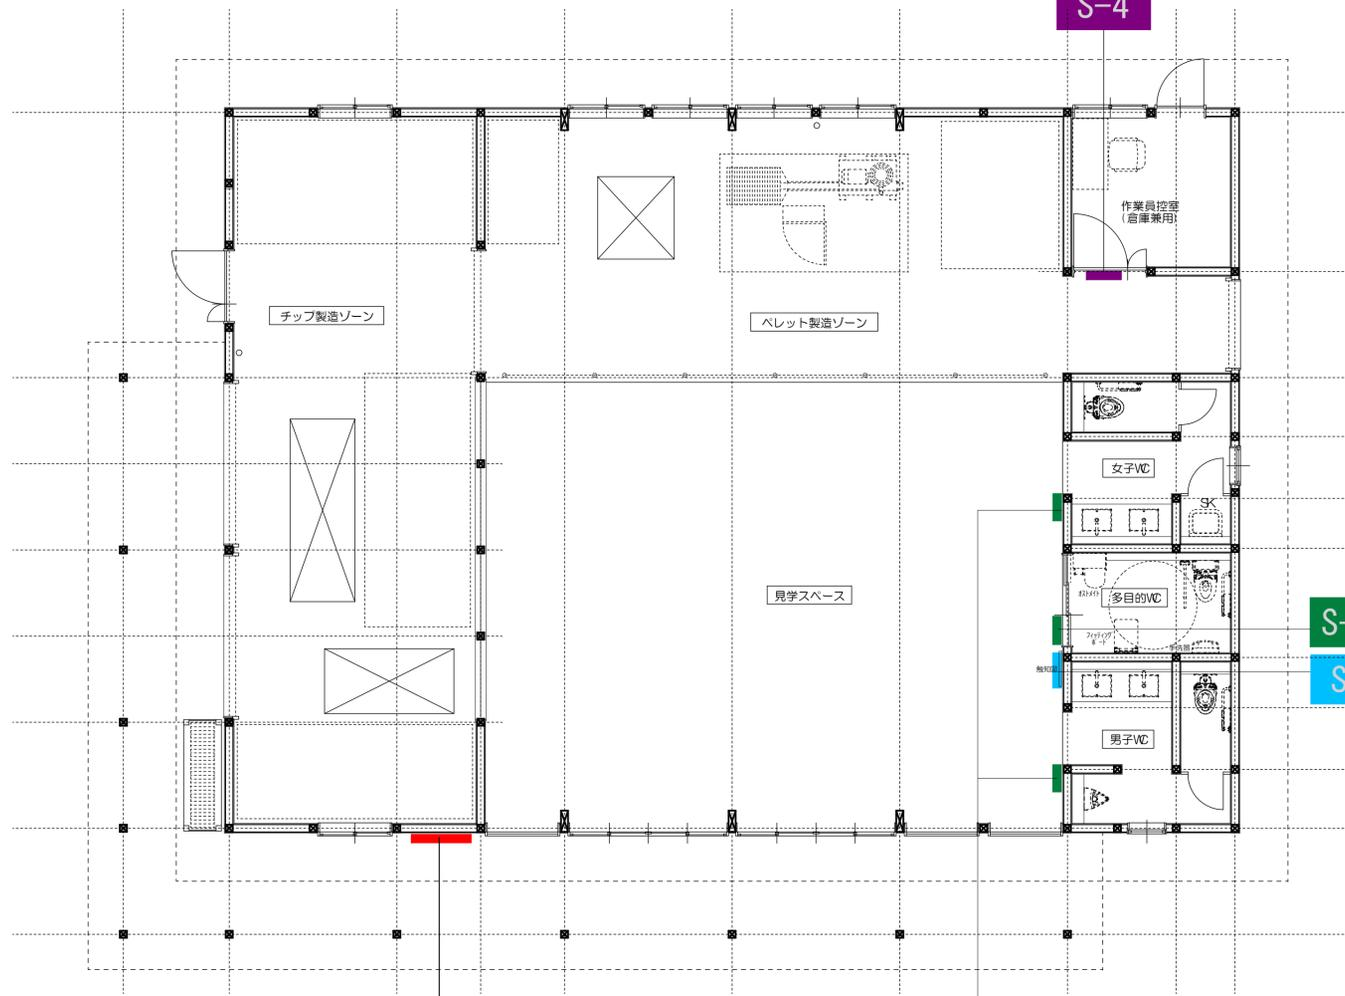 S-4
作業員控室
(倉庫兼用)
チップ製造ゾーン
ペレット製造ゾーン
女子WC
SK
見学スペース
オストメイト
多目的WC
S-
フィッティング
ボード
S
男子WC